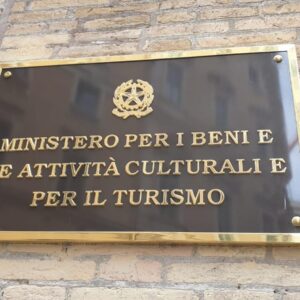 MINISTERO PER I BENI E
E ATTIVITÀ CULTURALI E
PER IL TURISMO